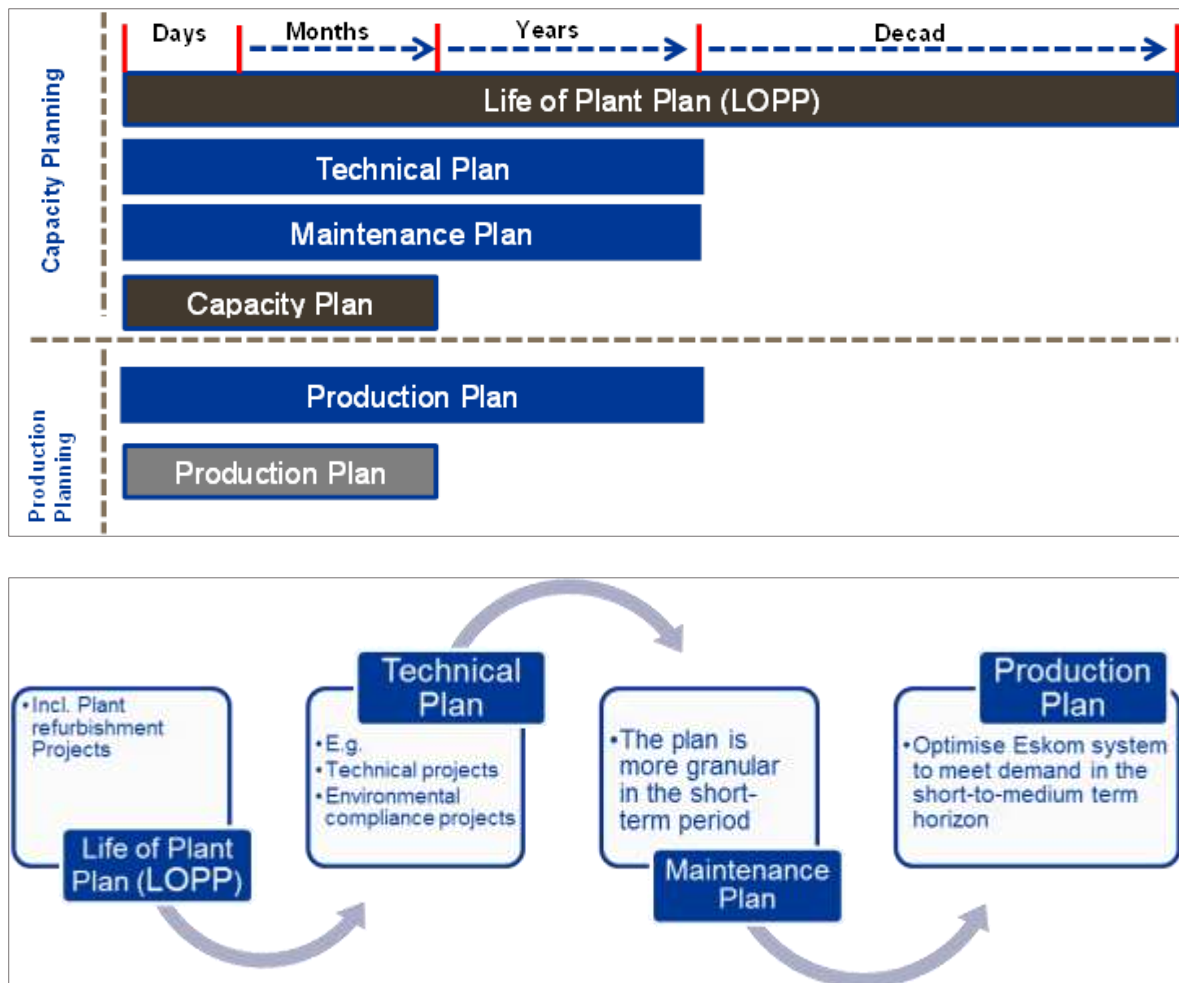 Days
Months
Years
Decad
Capacity Planning
Life of Plant Plan (LOPP)
Technical Plan
Maintenance Plan
Capacity Plan
Production
Planning
Production Plan
Production Plan
•Incl. Plant
refurbishment
Projects
Life of Plant
Plan (LOPP)
Technical
Plan
•E.g.
•Technical projects
•Environmental
compliance projects
•The plan is
more granular
in the short-
term period
Maintenance
Plan
Production
Plan
•Optimise Eskom system
to meet demand in the
short-to-medium term
horizon